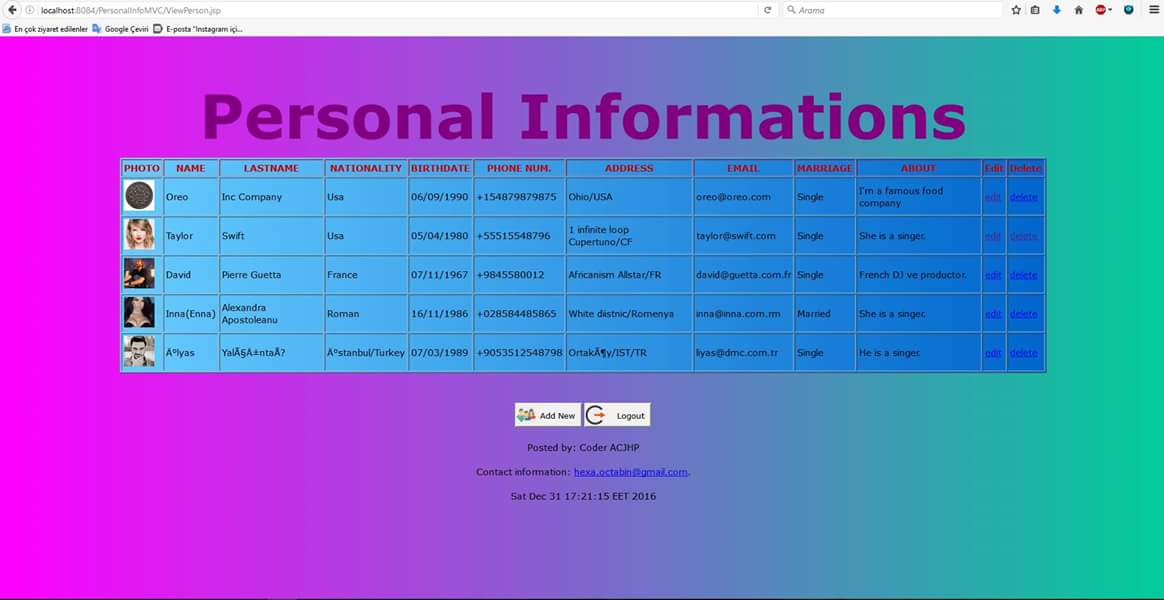 localhost:8084/PersonalInfoMVC/ViewPerson.jsp Arama
En çok ziyaret edilenler Google Çeviri E-posta "Instagram içi...
Personal Informations
PHOTO NAME LASTNAME NATIONALITY BIRTHDATE PHONE NUM. ADDRESS EMAIL MARRIAGE ABOUT Edit Delete
Oreo Inc Company Usa 06/09/1990 +154879879875 Ohio/USA oreo@oreo.com Single I'm a famous food company edit delete
Taylor Swift Usa 05/04/1980 +55515548796 1 infinite loop Cupertuno/CF taylor@swift.com Single She is a singer. edit delete
David Pierre Guetta France 07/11/1967 +9845580012 Africanism Allstar/FR david@guetta.com.fr Single French DJ ve productor. edit delete
Inna(Enna) Alexandra Apostoleanu Roman 16/11/1986 +028584485865 White diistnic/Romenya inna@inna.com.rm Married She is a singer. edit delete
Äºlyas YalÃ§Ä±ntaÅ? Äºstanbul/Turkey 07/03/1989 +9053512548798 OrtakÃ¶y/IST/TR liyas@dmc.com.tr Single He is a singer. edit delete
Add New Logout
Posted by: Coder ACJHP
Contact information: hexa.octabin@gmail.com.
Sat Dec 31 17:21:15 EET 2016